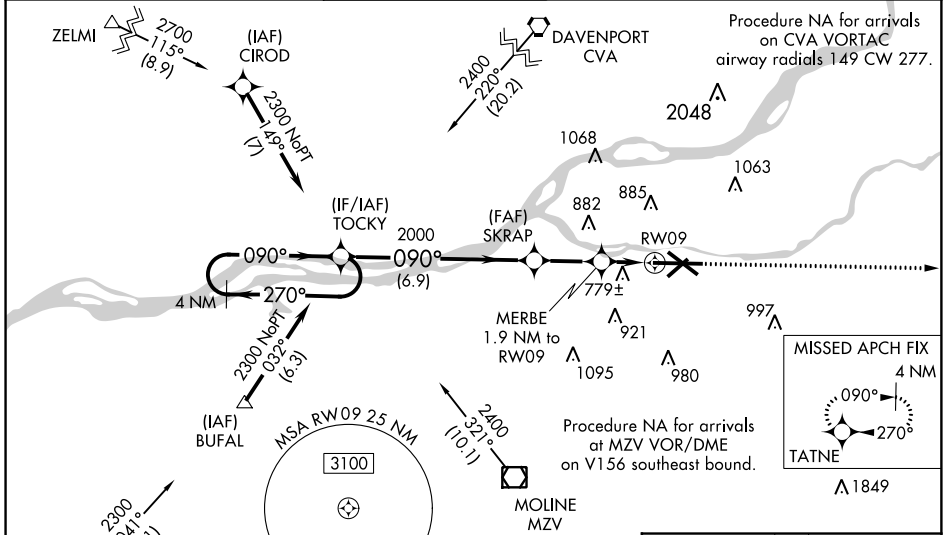 ZELMI
2700
115°
(8.9)
(IAF)
CIROD
2300 NoPT
149°
(7)
DAVENPORT
CVA
2400
220°
(20.2)
Procedure NA for arrivals
on CVA VORTAC
airway radials 149 CW 277.
2048
1068
1063
885
882
(IF/IAF)
TOCKY
2000
090°
(6.9)
(FAF)
SKRAP
RW09
090°
270°
4 NM
779±
MERBE
1.9 NM to
RW09
921
997
1095
980
2300 NoPT
032°
(6.3)
(IAF)
BUFAL
MISSED APCH FIX
4 NM
090°
270°
TATNE
MSA RW09 25 NM
3100
2400
321°
(10.1)
Procedure NA for arrivals
at MZV VOR/DME
on V156 southeast bound.
MOLINE
MZV
1849
2300